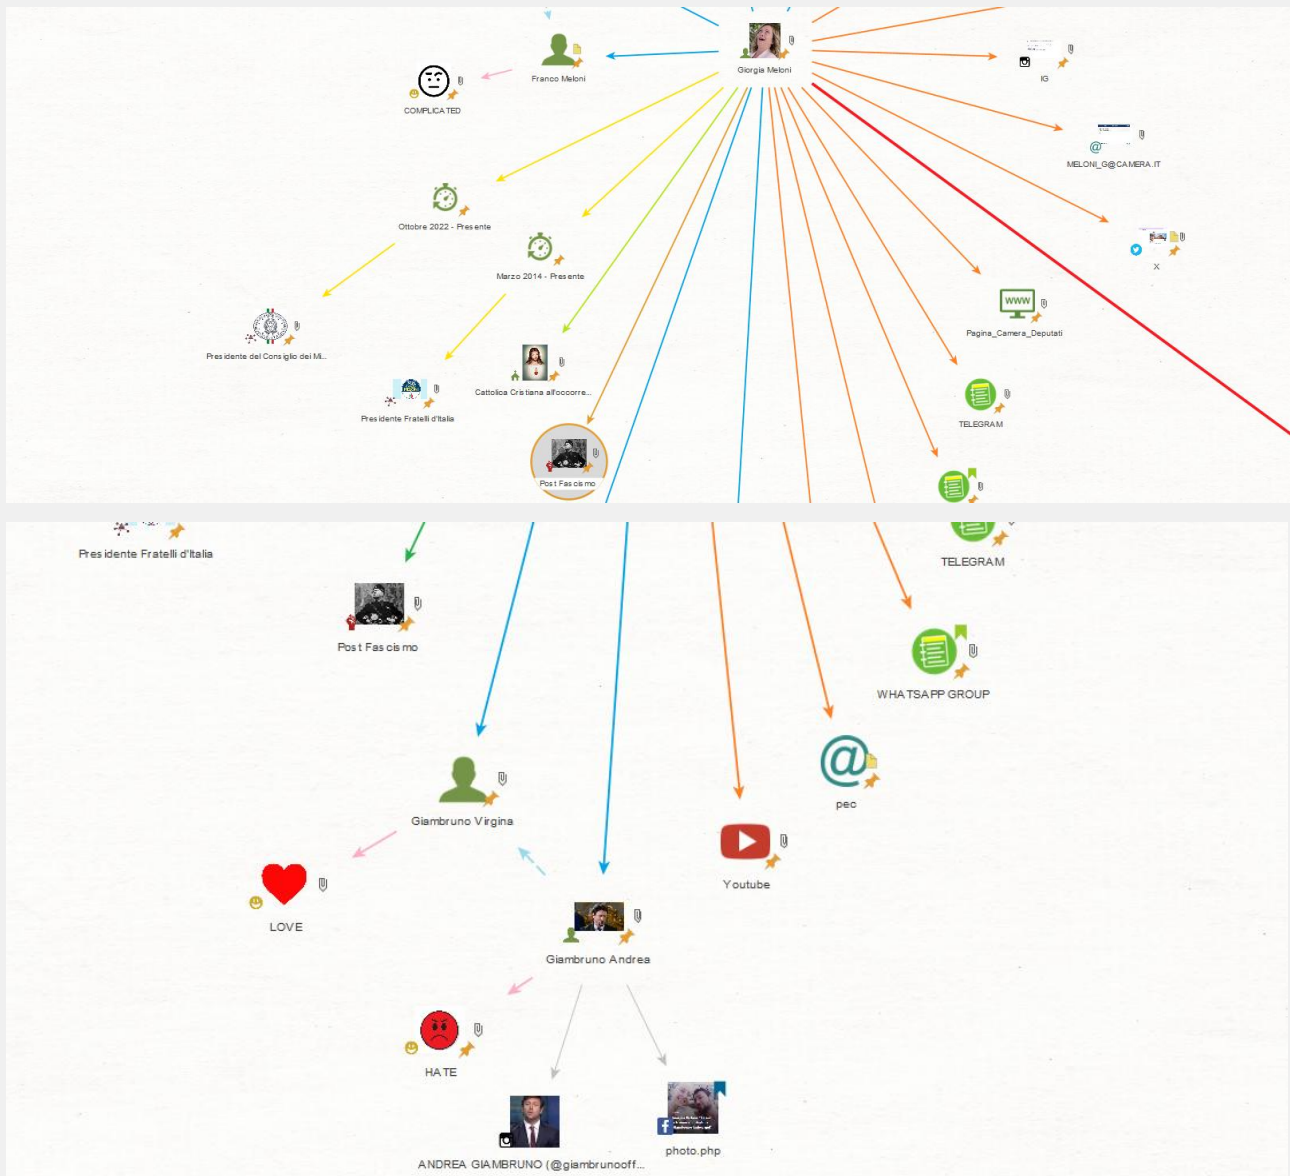 Franco Meloni
Giorgia Meloni
IG
COMPLICATED
MELONI_G@CAMERA.IT
Ottobre 2022 - Presente
Marzo 2014 - Presente
X
www
Pagina_Camera_Deputati
Presidente del Consiglio dei Mi...
Cattolica Cristiana all'occorre...
Presidente Fratelli d'Italia
TELEGRAM
Post Fascismo
Presidente Fratelli d'Italia
TELEGRAM
Post Fascismo
WHATSAPP GROUP
@
pec
Giambruno Virgina
Youtube
LOVE
Giambruno Andrea
HATE
photo.php
ANDREA GIAMBRUNO (@giambrunooff...